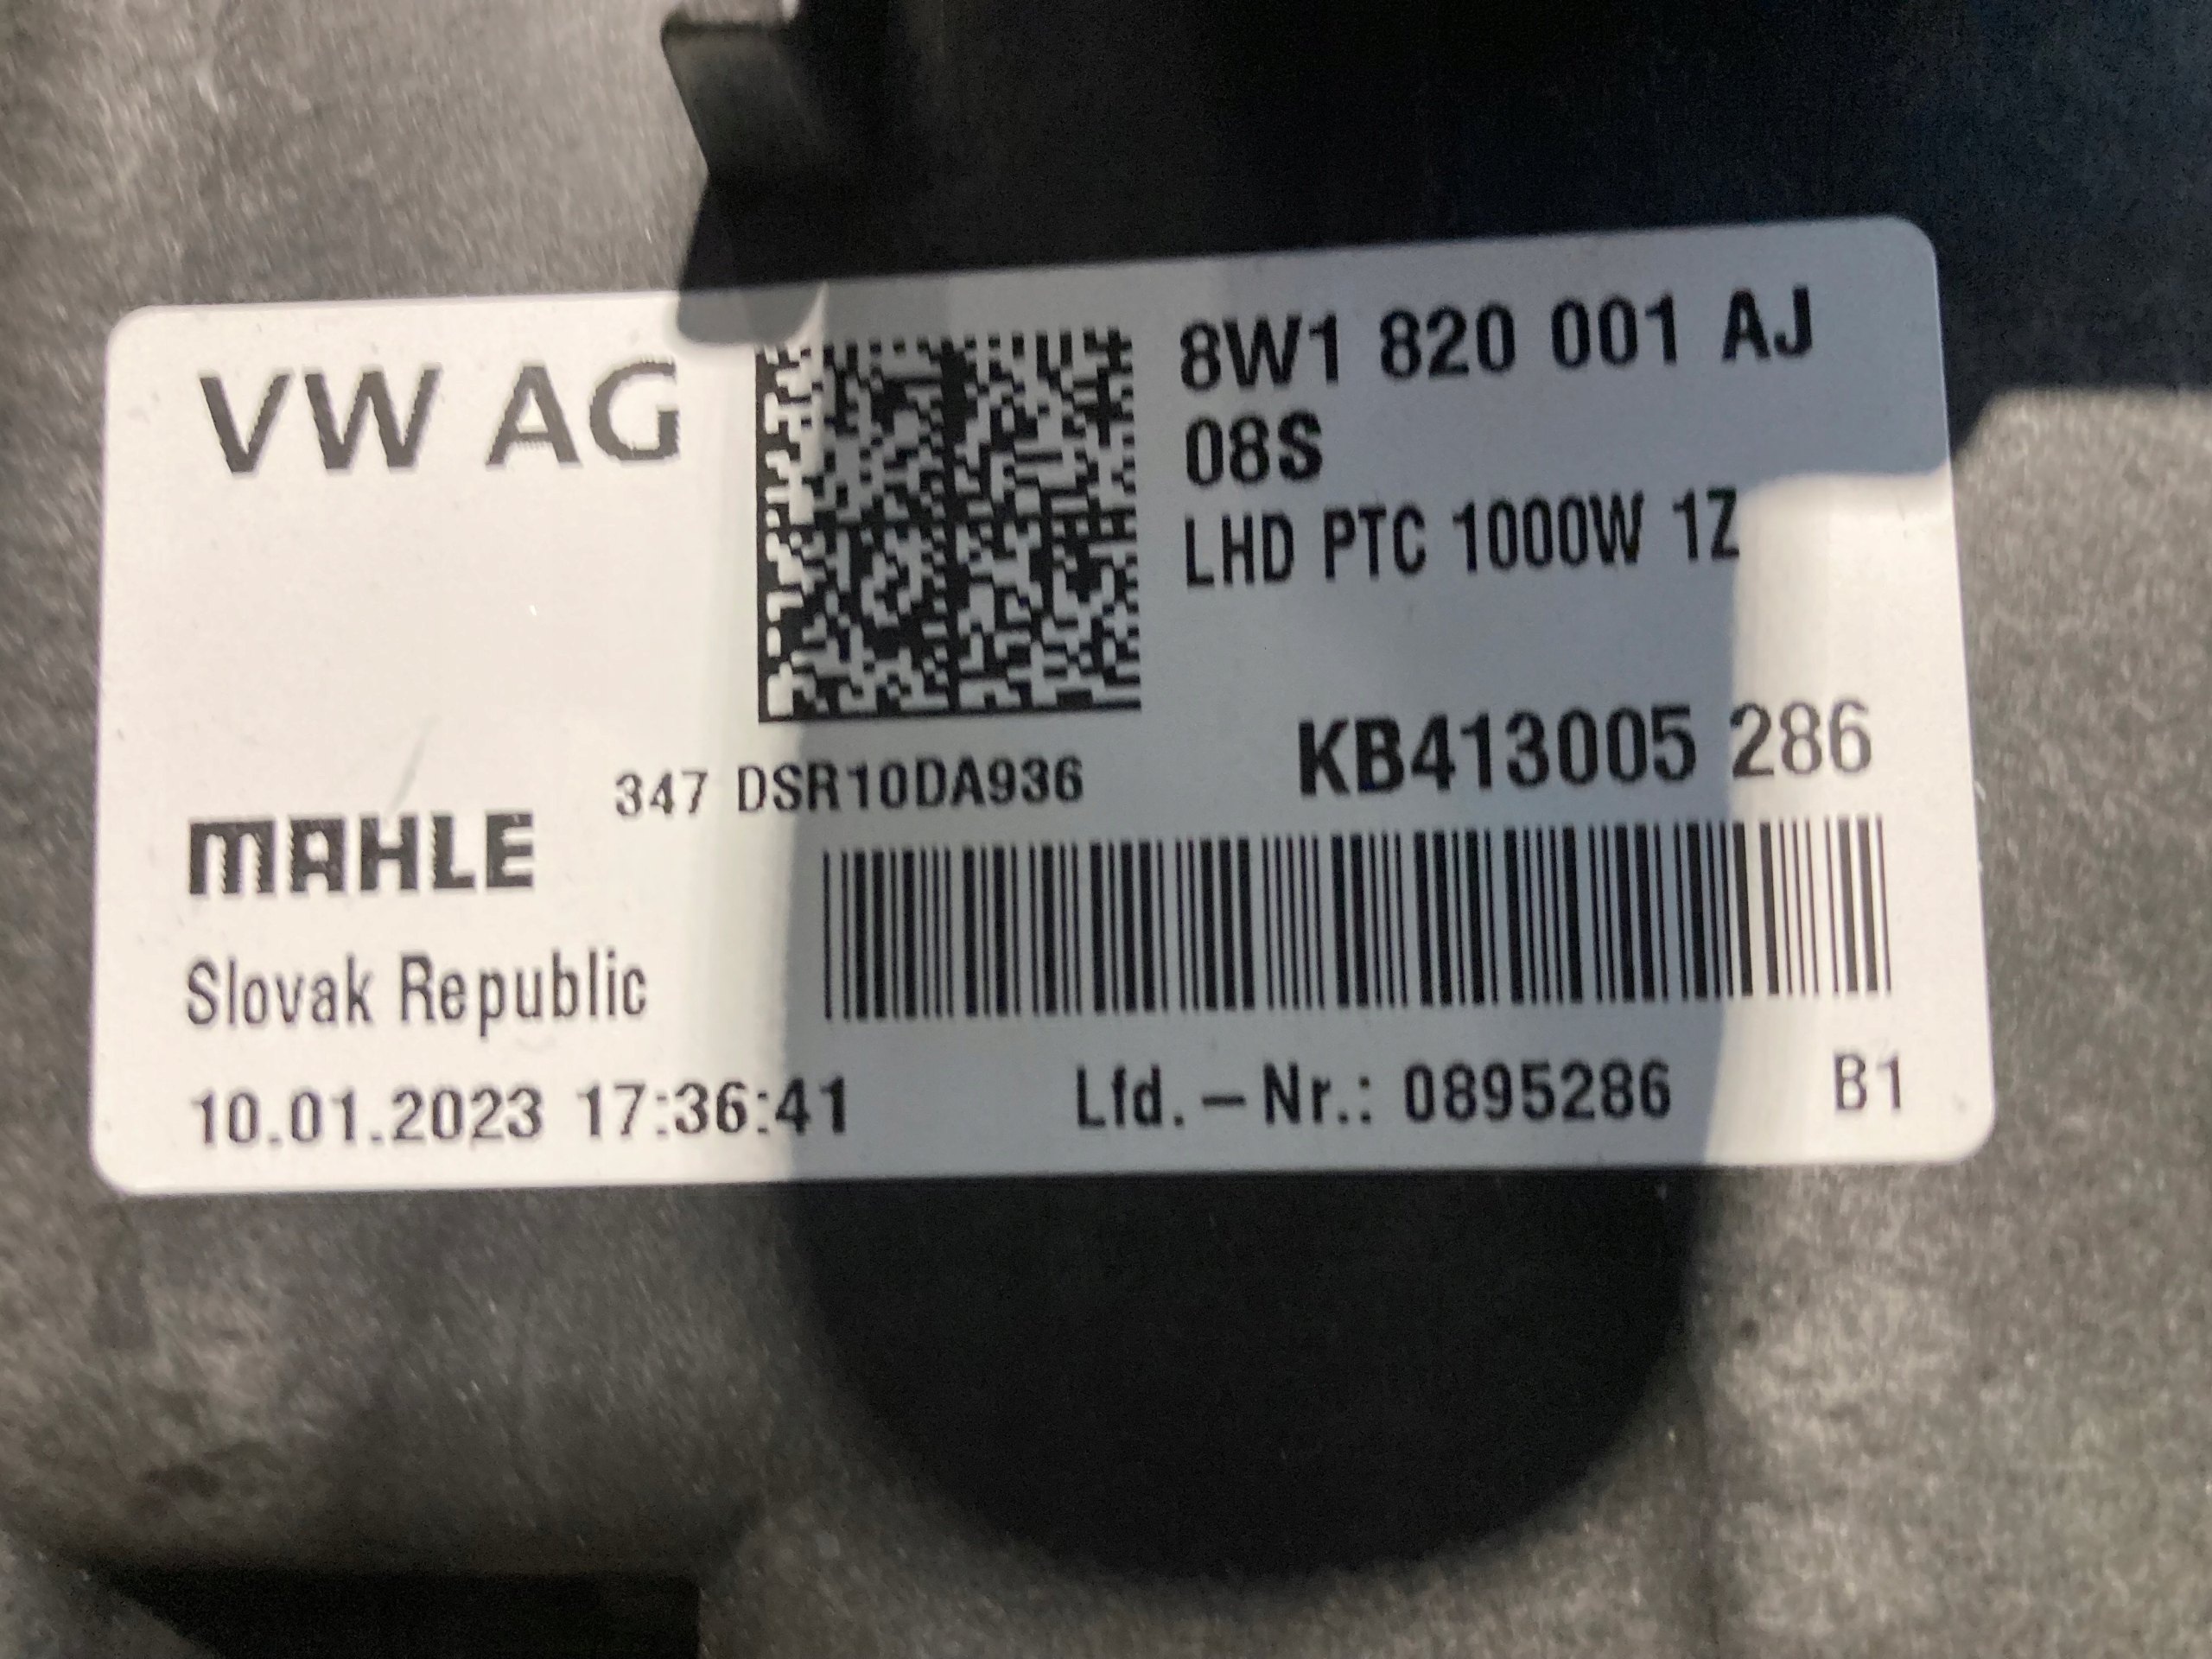 VW AG
8W1 820 001 AJ
08S
LHD PTC 1000W 1Z
347 DSR10DA936
KB413005 286
MAHLE
Slovak Republic
10.01.2023 17:36:41
Lfd.-Nr.: 0895286
B1